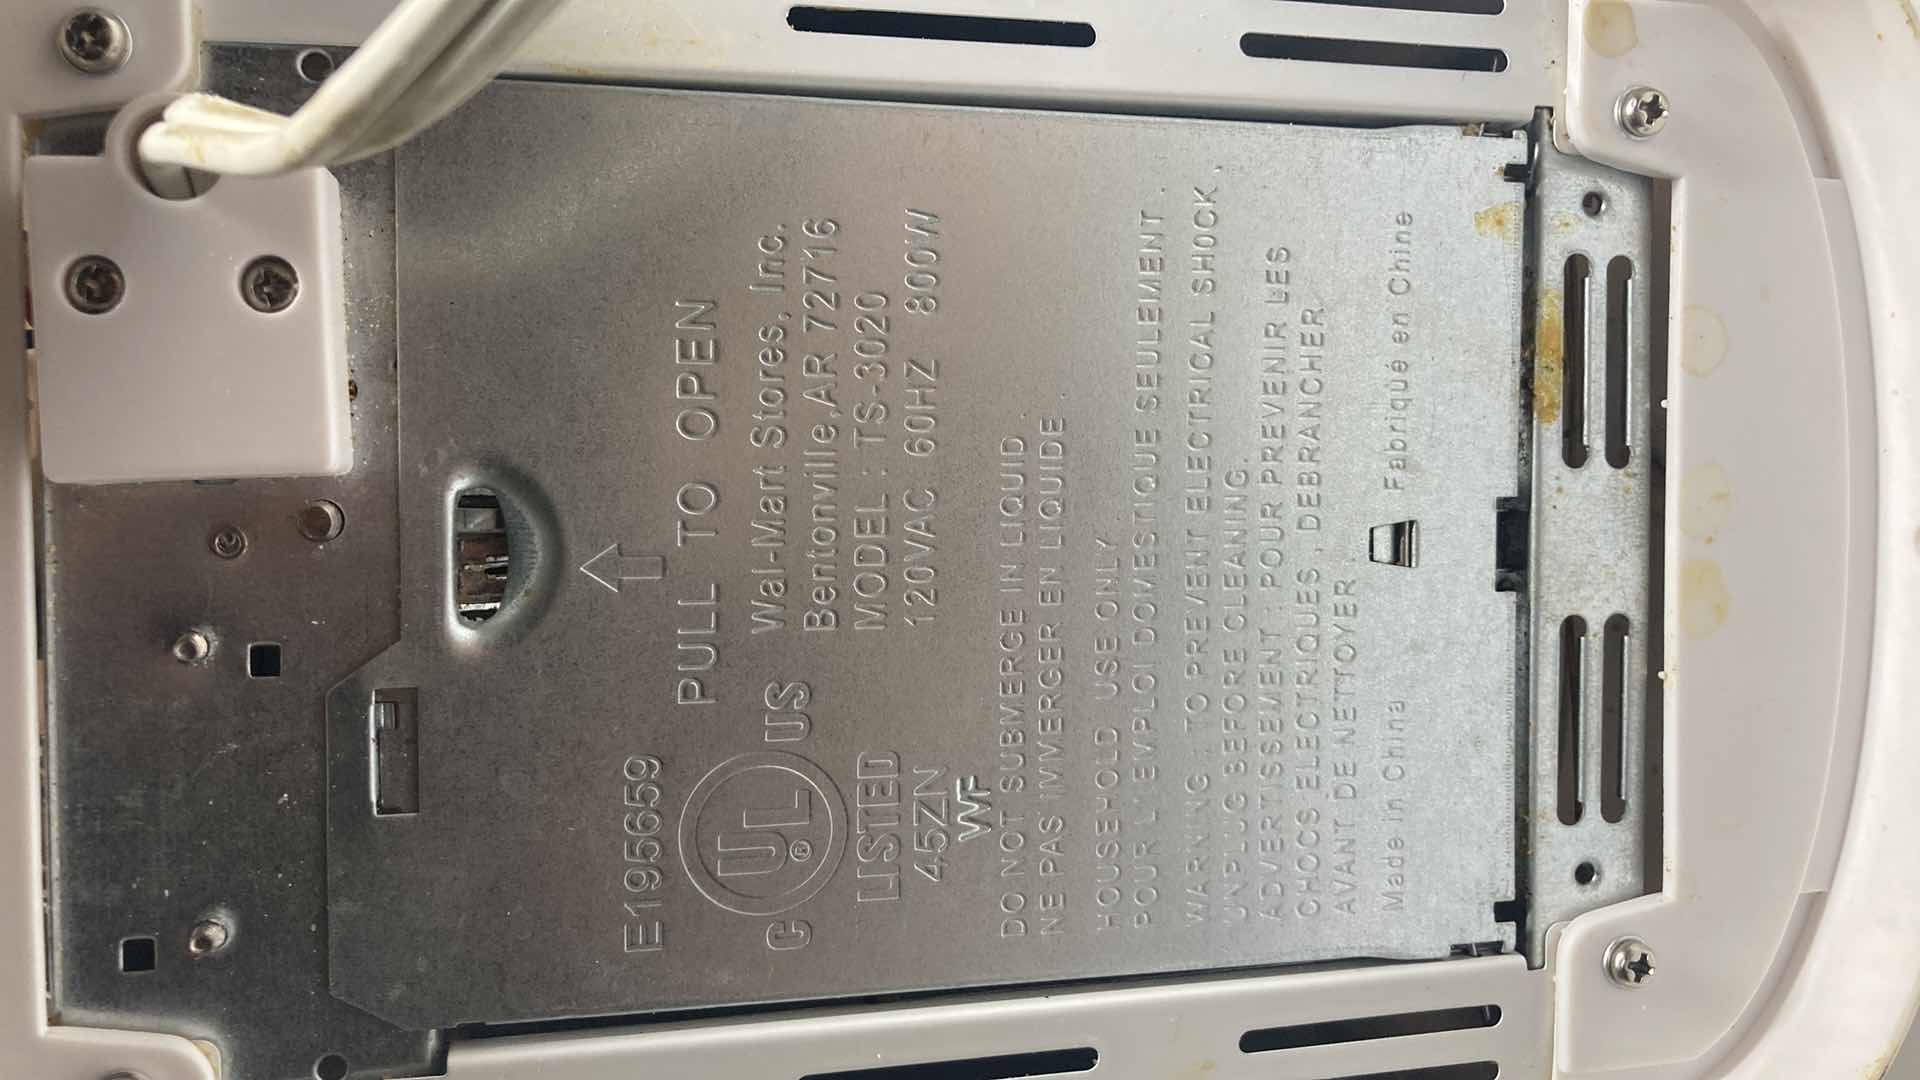 PULL TO OPEN
E195659
Wal-Mart Stores, Inc.
Bentonville, AR 72716
MODEL : TS-3020
120VAC 60HZ 800W
C UL US
®
LISTED
45ZN
WF
DO NOT SUBMERGE IN LIQUID.
NE PAS IMMERGER EN LIQUIDE.
HOUSEHOLD USE ONLY
POUR L' EMPLOI DOMESTIQUE SEULEMENT.
WARNING : TO PREVENT ELECTRICAL SHOCK,
UNPLUG BEFORE CLEANING.
ADVERTISSEMENT : POUR PREVENIR LES
CHOCS ELECTRIQUES, DEBRANCHER
AVANT DE NETTOYER.
Made in China Fabriqué en Chine